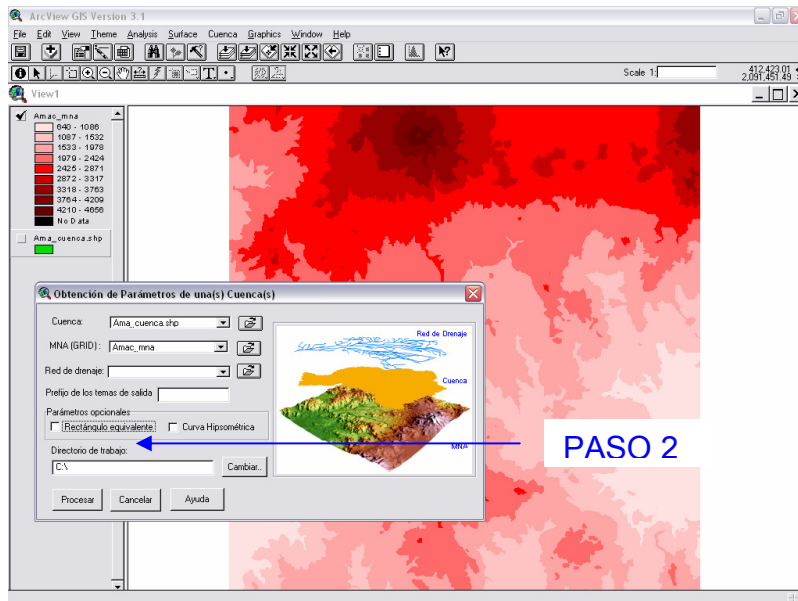 ArcView GIS Version 3.1
File Edit View Theme Analysis Surface Cuenca Graphics Window Help
Scale 1:
412,423.01
2,091,451.49
View1
Amac_mna
640 - 1086
1087 - 1532
1533 - 1978
1979 - 2424
2425 - 2871
2872 - 3317
3318 - 3763
3764 - 4209
4210 - 4656
No Data
Ama_cuenca.shp
Obtención de Parámetros de una(s) Cuenca(s)
Cuenca: Ama_cuenca.shp
MNA (GRID) : Amac_mna
Red de drenaje:
Prefijo de los temas de salida
Parámetros opcionales
Rectángulo equivalente Curva Hipsométrica
Directorio de trabajo:
C:\ Cambiar..
Procesar Cancelar Ayuda
Red de Drenaje
Cuenca
MNA
PASO 2